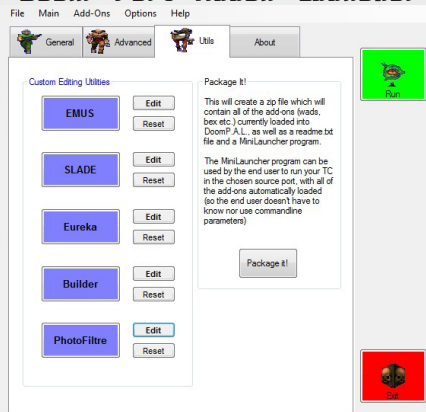 File Main Add-Ons Options Help
General Advanced Utils About
Custom Editing Utilities
EMUS
Edit
Reset
SLADE
Edit
Reset
Eureka
Edit
Reset
Builder
Edit
Reset
PhotoFiltre
Edit
Reset
Package It!
This will create a zip file which will
contain all of the add-ons (wads,
bex etc.) currently loaded into
DoomP.A.L., as well as a readme.txt
file and a MiniLauncher program.
The MiniLauncher program can be
used by the end user to run your TC
in the chosen source port, with all of
the add-ons automatically loaded
(so the end user doesn't have to
know nor use commandline
parameters)
Package it!
Run
Exit